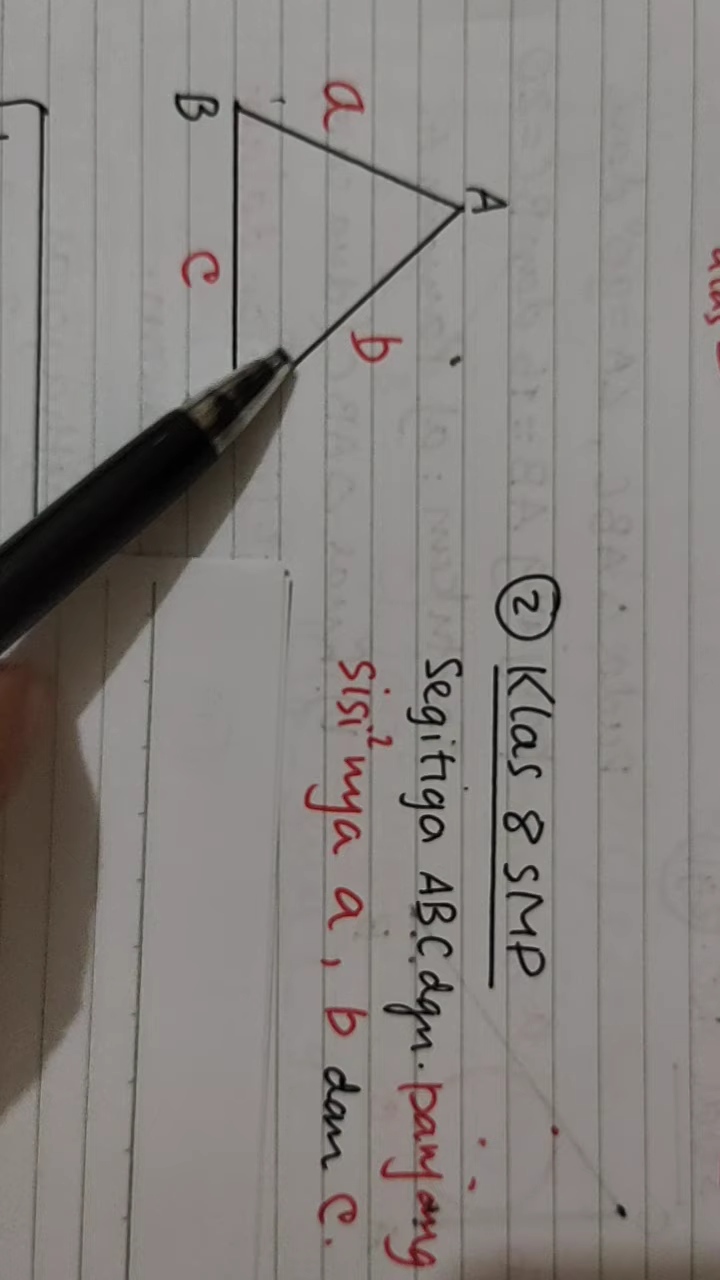 A
a
b
B
c
② Klas 8 SMP
Segitiga ABC dgn. panjang
sisi²nya a, b dan c.